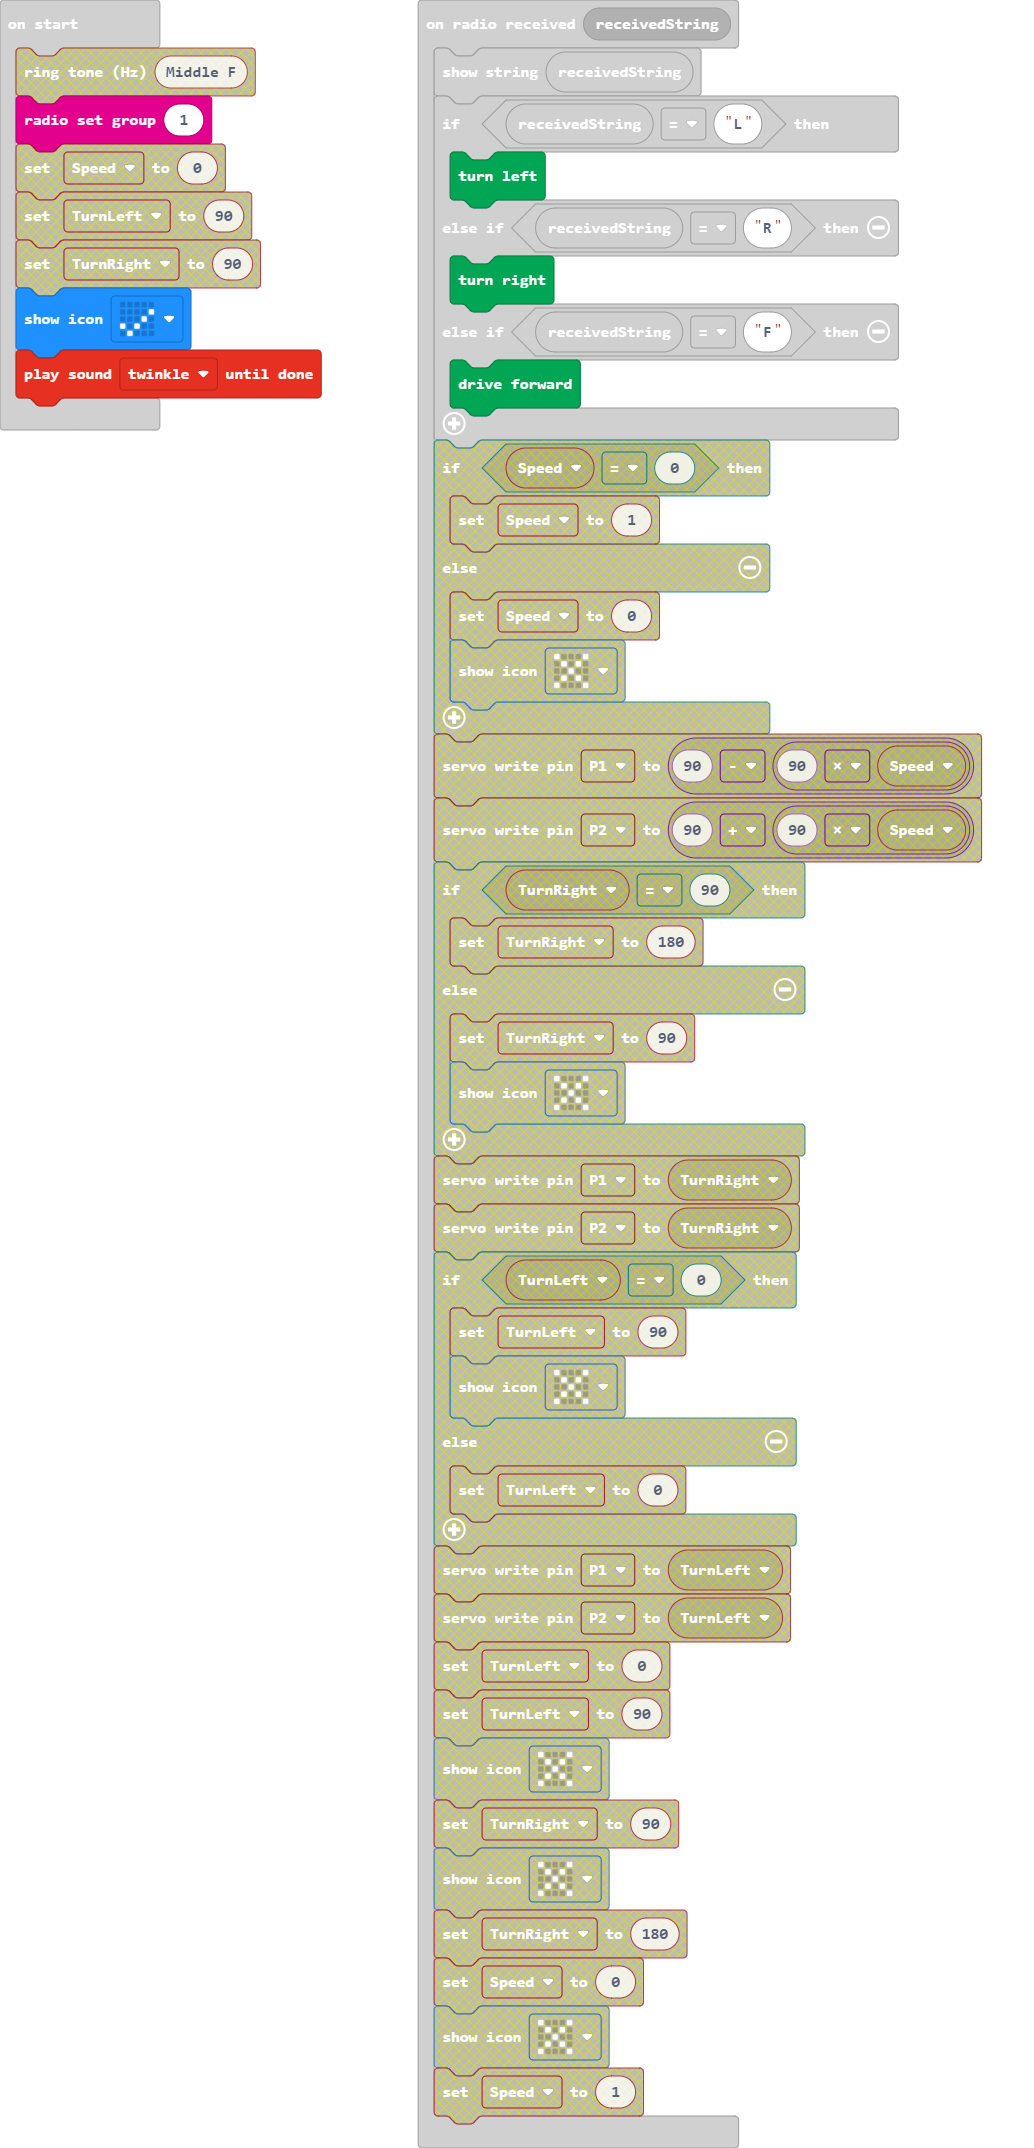 on start
ring tone (Hz) Middle F
radio set group 1
set Speed to 0
set TurnLeft to 90
set TurnRight to 90
show icon
play sound twinkle until done
on radio received receivedString
show string receivedString
if receivedString = "L" then
turn left
else if receivedString = "R" then
turn right
else if receivedString = "F" then
drive forward
if Speed = 0 then
set Speed to 1
else
set Speed to 0
show icon
servo write pin P1 to 90 - 90 × Speed
servo write pin P2 to 90 + 90 × Speed
if TurnRight = 90 then
set TurnRight to 180
else
set TurnRight to 90
show icon
servo write pin P1 to TurnRight
servo write pin P2 to TurnRight
if TurnLeft = 0 then
set TurnLeft to 90
show icon
else
set TurnLeft to 0
servo write pin P1 to TurnLeft
servo write pin P2 to TurnLeft
set TurnLeft to 0
set TurnLeft to 90
show icon
set TurnRight to 90
show icon
set TurnRight to 180
set Speed to 0
show icon
set Speed to 1